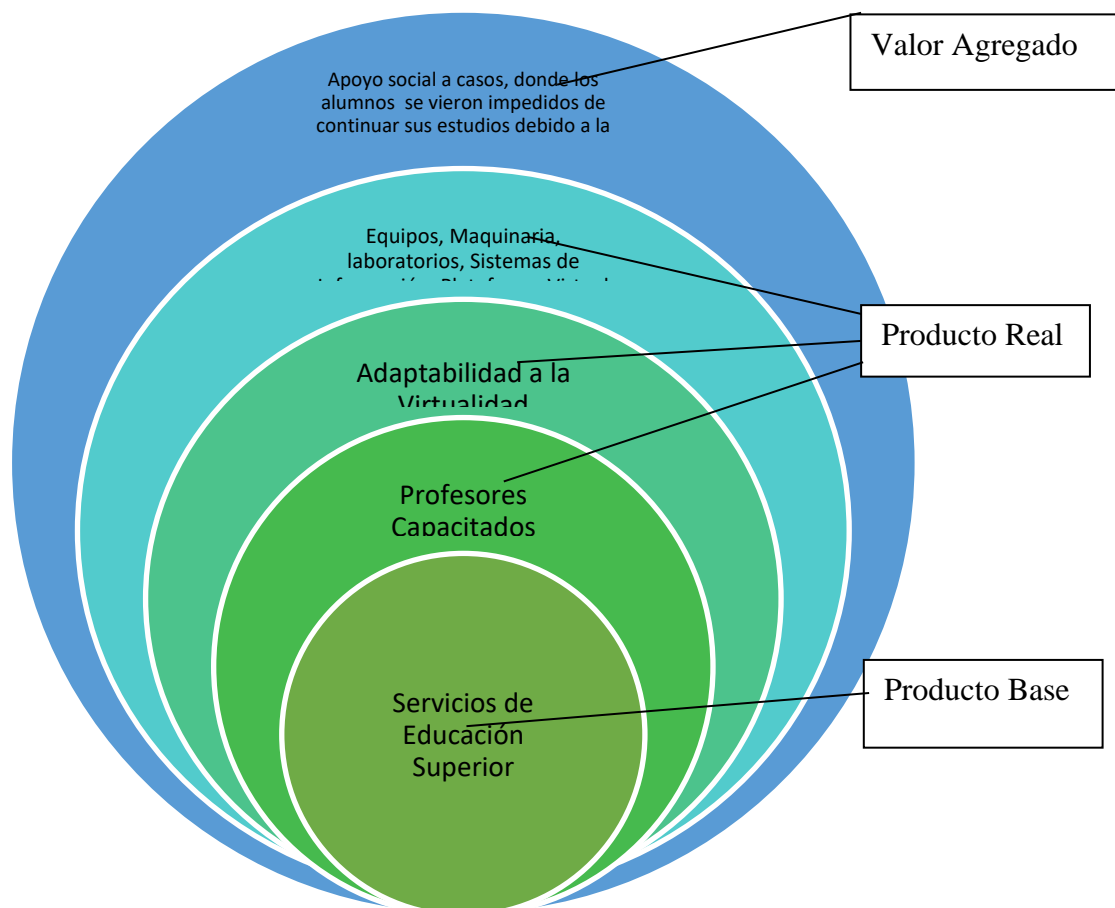 Valor Agregado
Apoyo social a casos, donde los
alumnos se vieron impedidos de
continuar sus estudios debido a la
Equipos, Maquinaria,
laboratorios, Sistemas de
Producto Real
Adaptabilidad a la
Virtualidad
Profesores
Capacitados
Producto Base
Servicios de
Educación
Superior